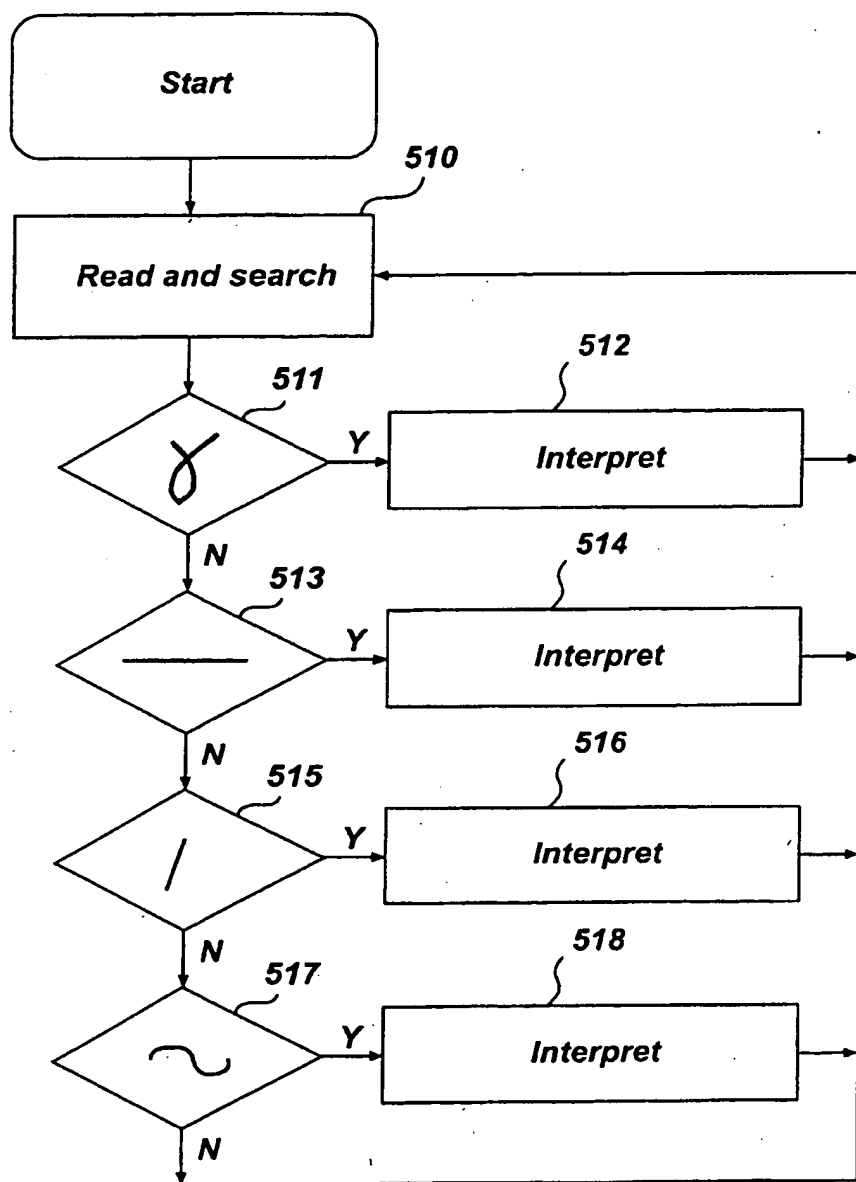 Start
510
Read and search
511
512
Y
Interpret
N
513
514
Y
Interpret
N
515
516
Y
Interpret
N
517
518
Y
Interpret
N